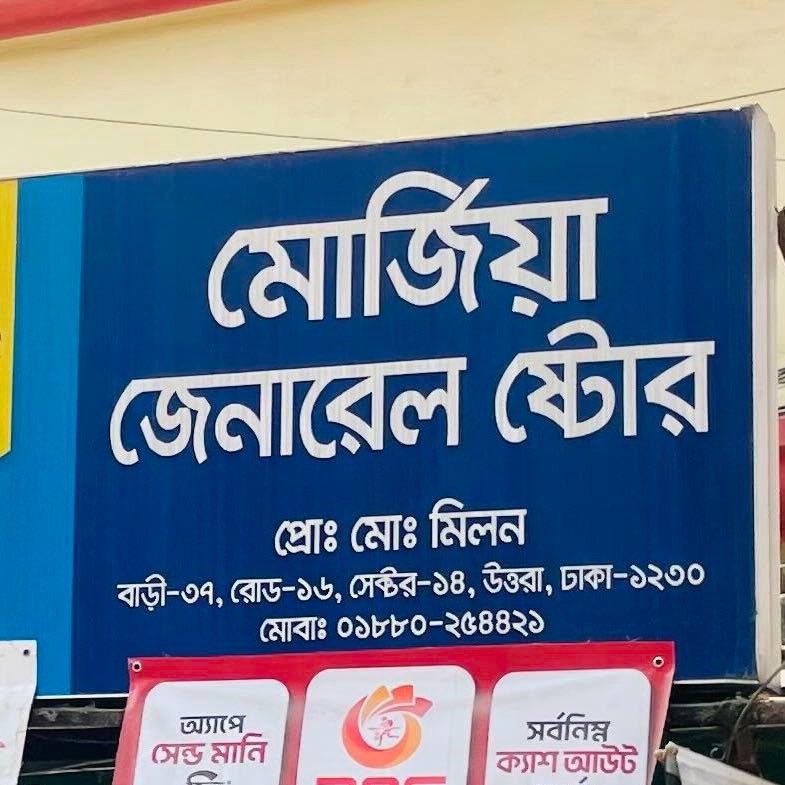 মোর্জিয়া
জেনারেল ষ্টোর
প্রোঃ মোঃ মিলন
বাড়ী-৩৭, রোড-১৬, সেক্টর-১৪, উত্তরা, ঢাকা-১২৩০
মোবাঃ ০১৮৮০-২৫৪৪২১
অ্যাপে
সেন্ড মানি
সর্বনিম্ন
ক্যাশ আউট